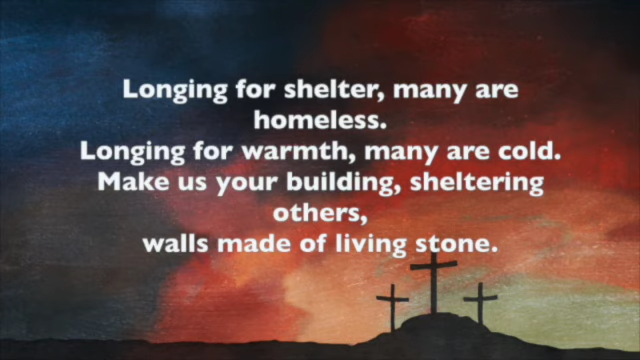 Longing for shelter, many are
homeless.
Longing for warmth, many are cold.
Make us your building, sheltering
others,
walls made of living stone.